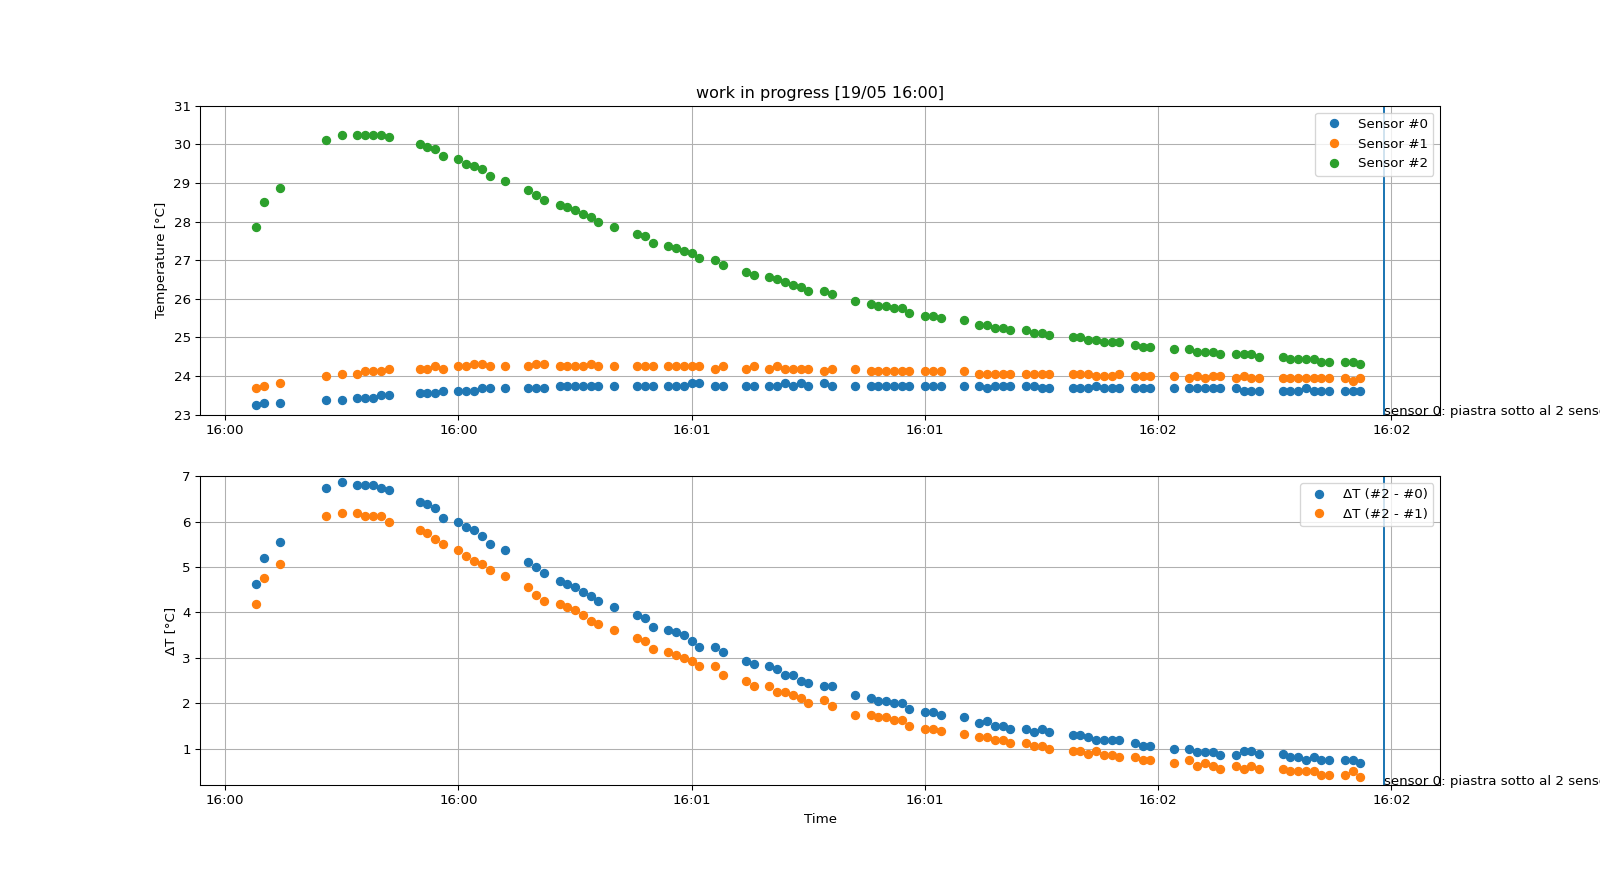 work in progress [19/05 16:00]
Temperature [°C]
31
30
29
28
27
26
25
24
23
Sensor #0
Sensor #1
Sensor #2
sensor 0: piastra sotto al 2 sens
16:00 16:00 16:01 16:01 16:02 16:02
ΔT [°C]
7
6
5
4
3
2
1
ΔT (#2 - #0)
ΔT (#2 - #1)
sensor 0: piastra sotto al 2 sens
16:00 16:00 16:01 16:01 16:02 16:02
Time